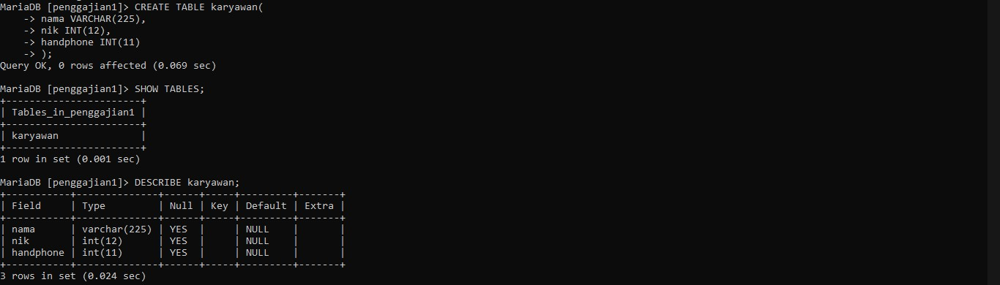 MariaDB [penggajian1]> CREATE TABLE karyawan(
    -> nama VARCHAR(225),
    -> nik INT(12),
    -> handphone INT(11)
    -> );
Query OK, 0 rows affected (0.069 sec)

MariaDB [penggajian1]> SHOW TABLES;
+-----------------------+
| Tables_in_penggajian1 |
+-----------------------+
| karyawan              |
+-----------------------+
1 row in set (0.001 sec)

MariaDB [penggajian1]> DESCRIBE karyawan;
+-----------+--------------+------+-----+---------+-------+
| Field     | Type         | Null | Key | Default | Extra |
+-----------+--------------+------+-----+---------+-------+
| nama      | varchar(225) | YES  |     | NULL    |       |
| nik       | int(12)      | YES  |     | NULL    |       |
| handphone | int(11)      | YES  |     | NULL    |       |
+-----------+--------------+------+-----+---------+-------+
3 rows in set (0.024 sec)